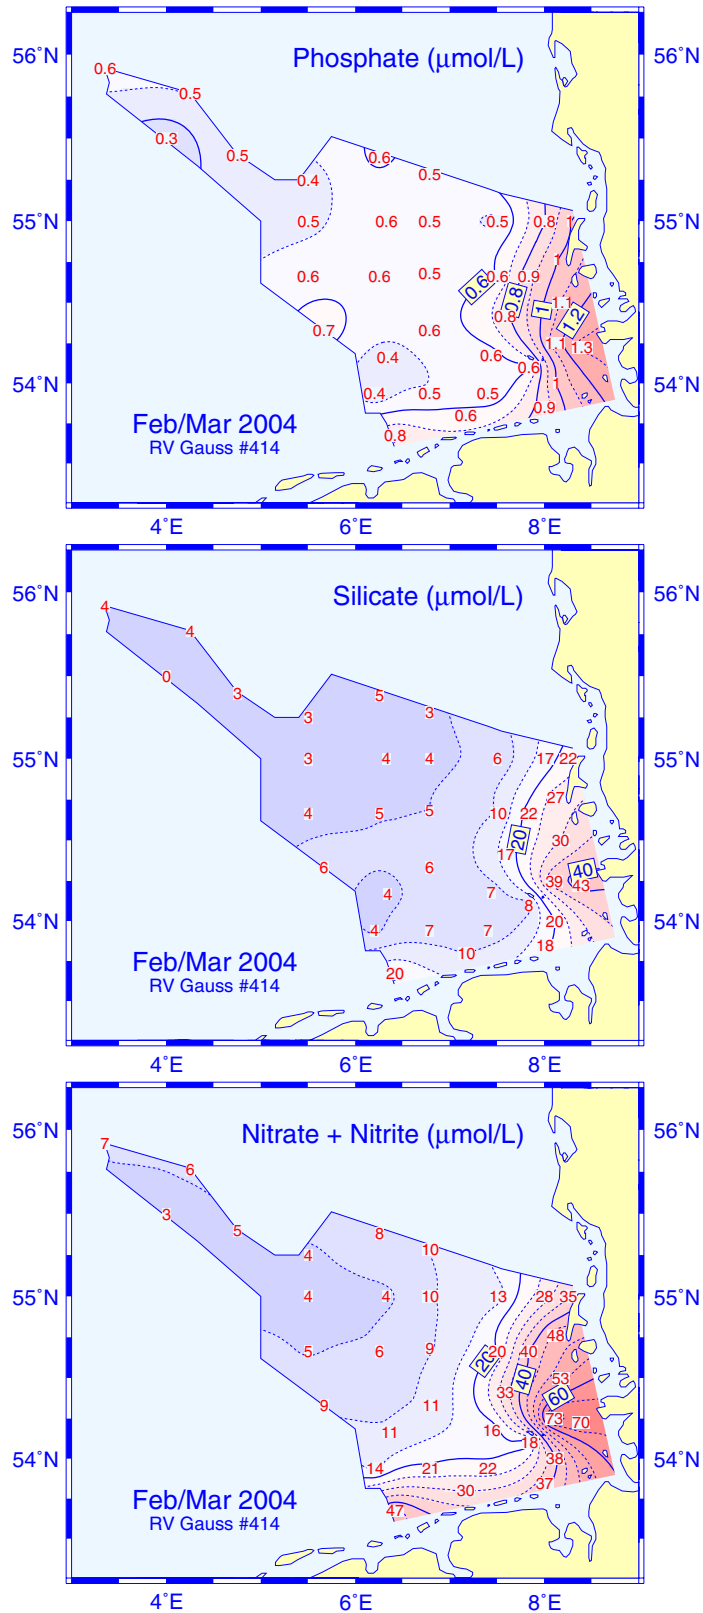 Phosphate (μmol/L)
56˚N 56˚N
0.6
0.5
0.3
0.5 0.6
0.4 0.5
55˚N 0.5 0.6 0.5 0.5 0.8 1 55˚N
1
0.6 0.6 0.5 0.6 0.9
0.6 0.8 1 1.2
1.1
0.7 0.6 0.8
1.1 1.3
0.4 0.6
0.6
54˚N 0.4 0.5 0.5 1 54˚N
0.6 0.9
0.8
Feb/Mar 2004
RV Gauss #414
4˚E 6˚E 8˚E
Silicate (μmol/L)
56˚N 56˚N
4
4
0
3 5
3 3
55˚N 3 4 4 6 17 22 55˚N
27
4 5 5 10 22
20 30
6 6 17
40
39 43
4 7
8
54˚N 4 7 7 20 54˚N
10 18
20
Feb/Mar 2004
RV Gauss #414
4˚E 6˚E 8˚E
Nitrate + Nitrite (μmol/L)
56˚N 56˚N
7
6
3
5 8
4 10
55˚N 4 4 10 13 28 35 55˚N
48
5 6 9 20 40
20 40 60
53
9 11 33
73 70
11 16
18
54˚N 14 21 22 38 54˚N
30 37
47
Feb/Mar 2004
RV Gauss #414
4˚E 6˚E 8˚E